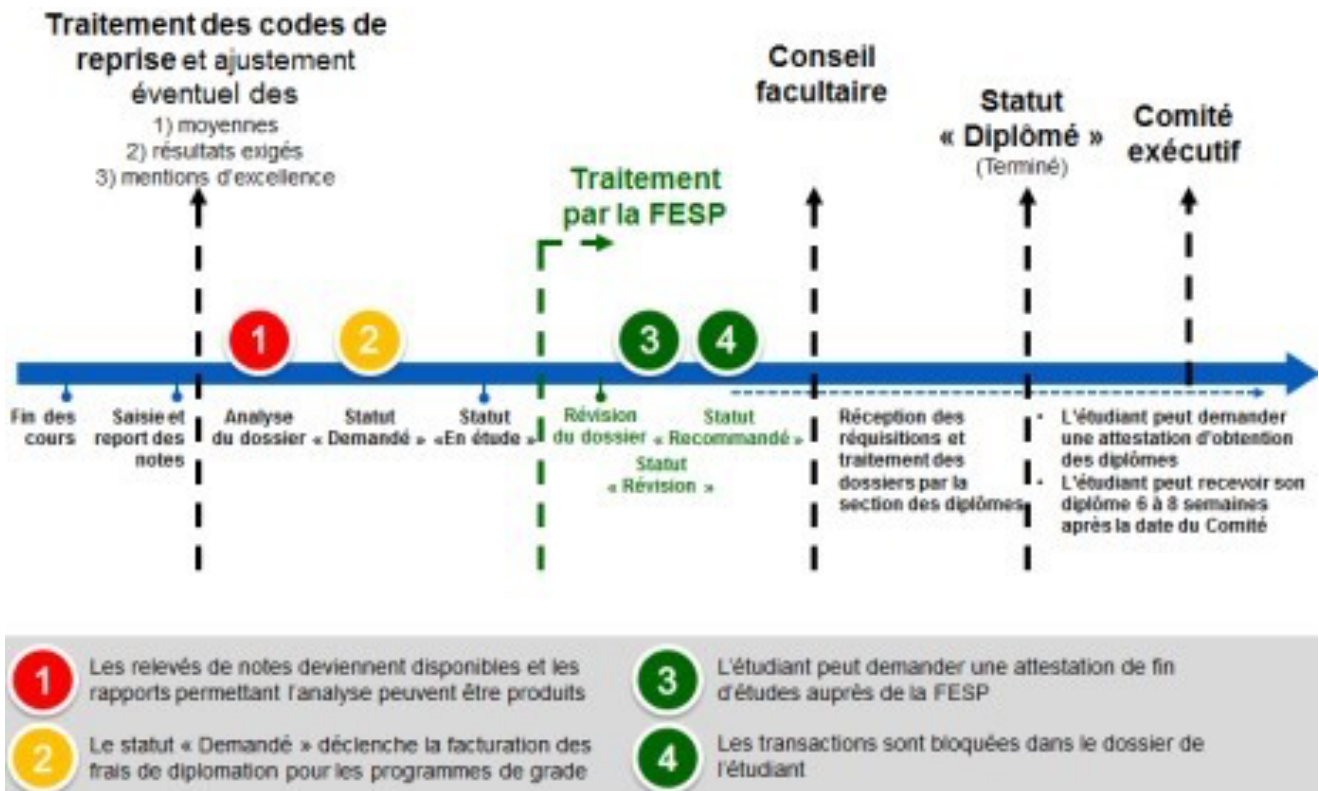 Traitement des codes de
reprise et ajustement
éventuel des
1) moyennes
2) résultats exigés
3) mentions d'excellence
Traitement
par la FESP
Conseil
facultaire
Statut
« Diplômé »
(Terminé)
Comité
exécutif
1
2
3
4
Fin des
cours
Saisie et
report des
notes
Analyse
du dossier
Statut
« Demandé »
Statut
«En étude »
Révision
du dossier
Statut
« Révision »
Statut
« Recommandé »
Réception des
réquisitions et
traitement des
dossiers par la
section des diplômes
• L'étudiant peut demander
une attestation d'obtention
des diplômes
• L'étudiant peut recevoir son
diplôme 6 à 8 semaines
après la date du Comité
1
Les relevés de notes deviennent disponibles et les
rapports permettant l'analyse peuvent être produits
2
Le statut « Demandé » déclenche la facturation des
frais de diplomation pour les programmes de grade
3
L'étudiant peut demander une attestation de fin
d'études auprès de la FESP
4
Les transactions sont bloquées dans le dossier de
l'étudiant